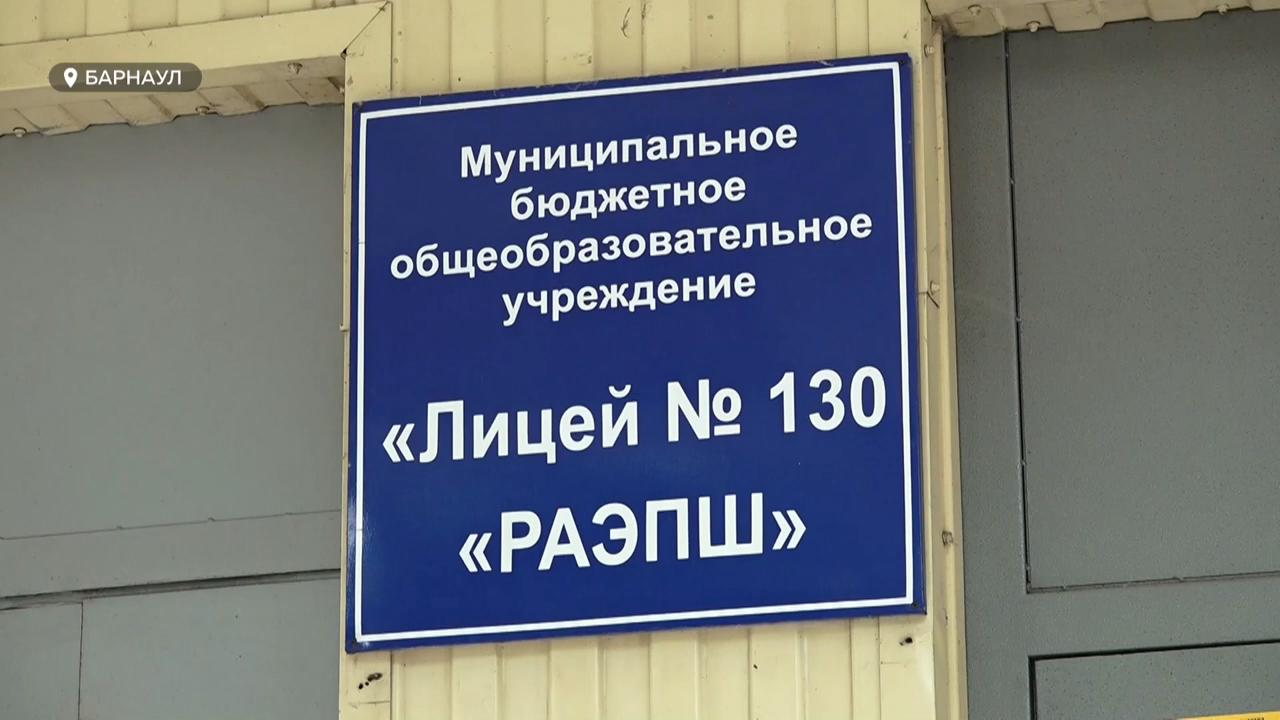 БАРНАУЛ
Муниципальное
бюджетное
общеобразовательное
учреждение
«Лицей № 130
«РАЭПШ»